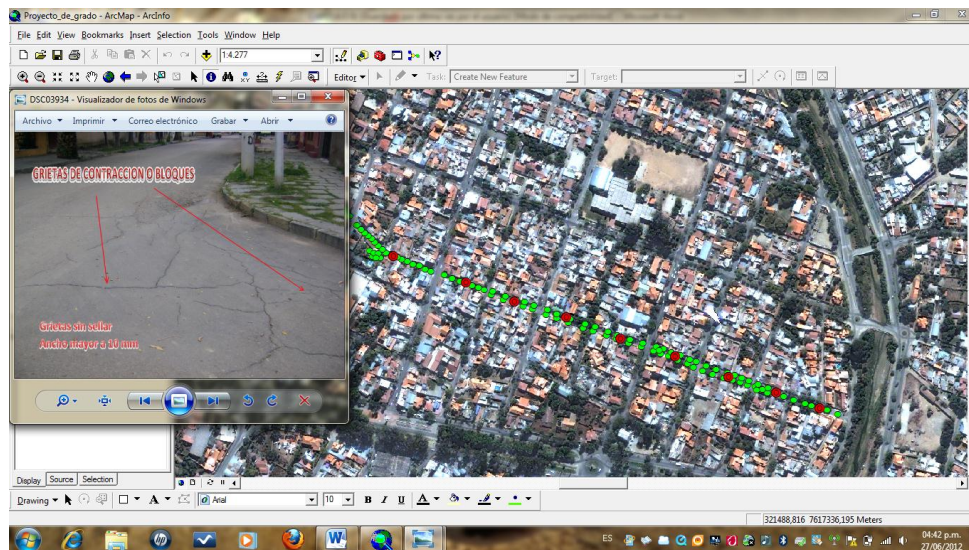 Proyecto_de_grado - ArcMap - ArcInfo
File Edit View Bookmarks Insert Selection Tools Window Help
1:4.277
Editor Task: Create New Feature Target:
DSC03934 - Visualizador de fotos de Windows
Archivo Imprimir Correo electrónico Grabar Abrir
GRIETAS DE CONTRACCION O BLOQUES
Grietas sin sellar
Ancho mayor a 10 mm
Display Source Selection
Drawing A Arial 10 B I U A
321488,816 7617336,195 Meters
ES 04:42 p.m.
27/06/2012